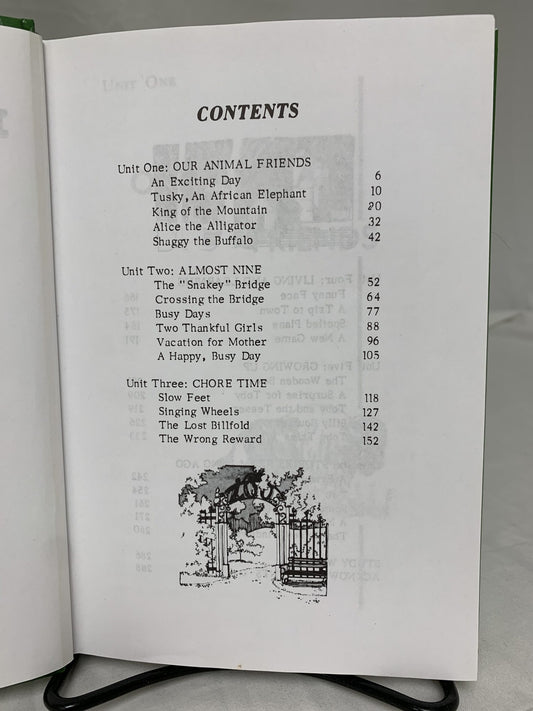 CONTENTS
Unit One: OUR ANIMAL FRIENDS
An Exciting Day 6
Tusky, An African Elephant 10
King of the Mountain 20
Alice the Alligator 32
Shaggy the Buffalo 42
Unit Two: ALMOST NINE
The "Snakey" Bridge 52
Crossing the Bridge 64
Busy Days 77
Two Thankful Girls 88
Vacation for Mother 96
A Happy, Busy Day 105
Unit Three: CHORE TIME
Slow Feet 118
Singing Wheels 127
The Lost Billfold 142
The Wrong Reward 152
ZOO